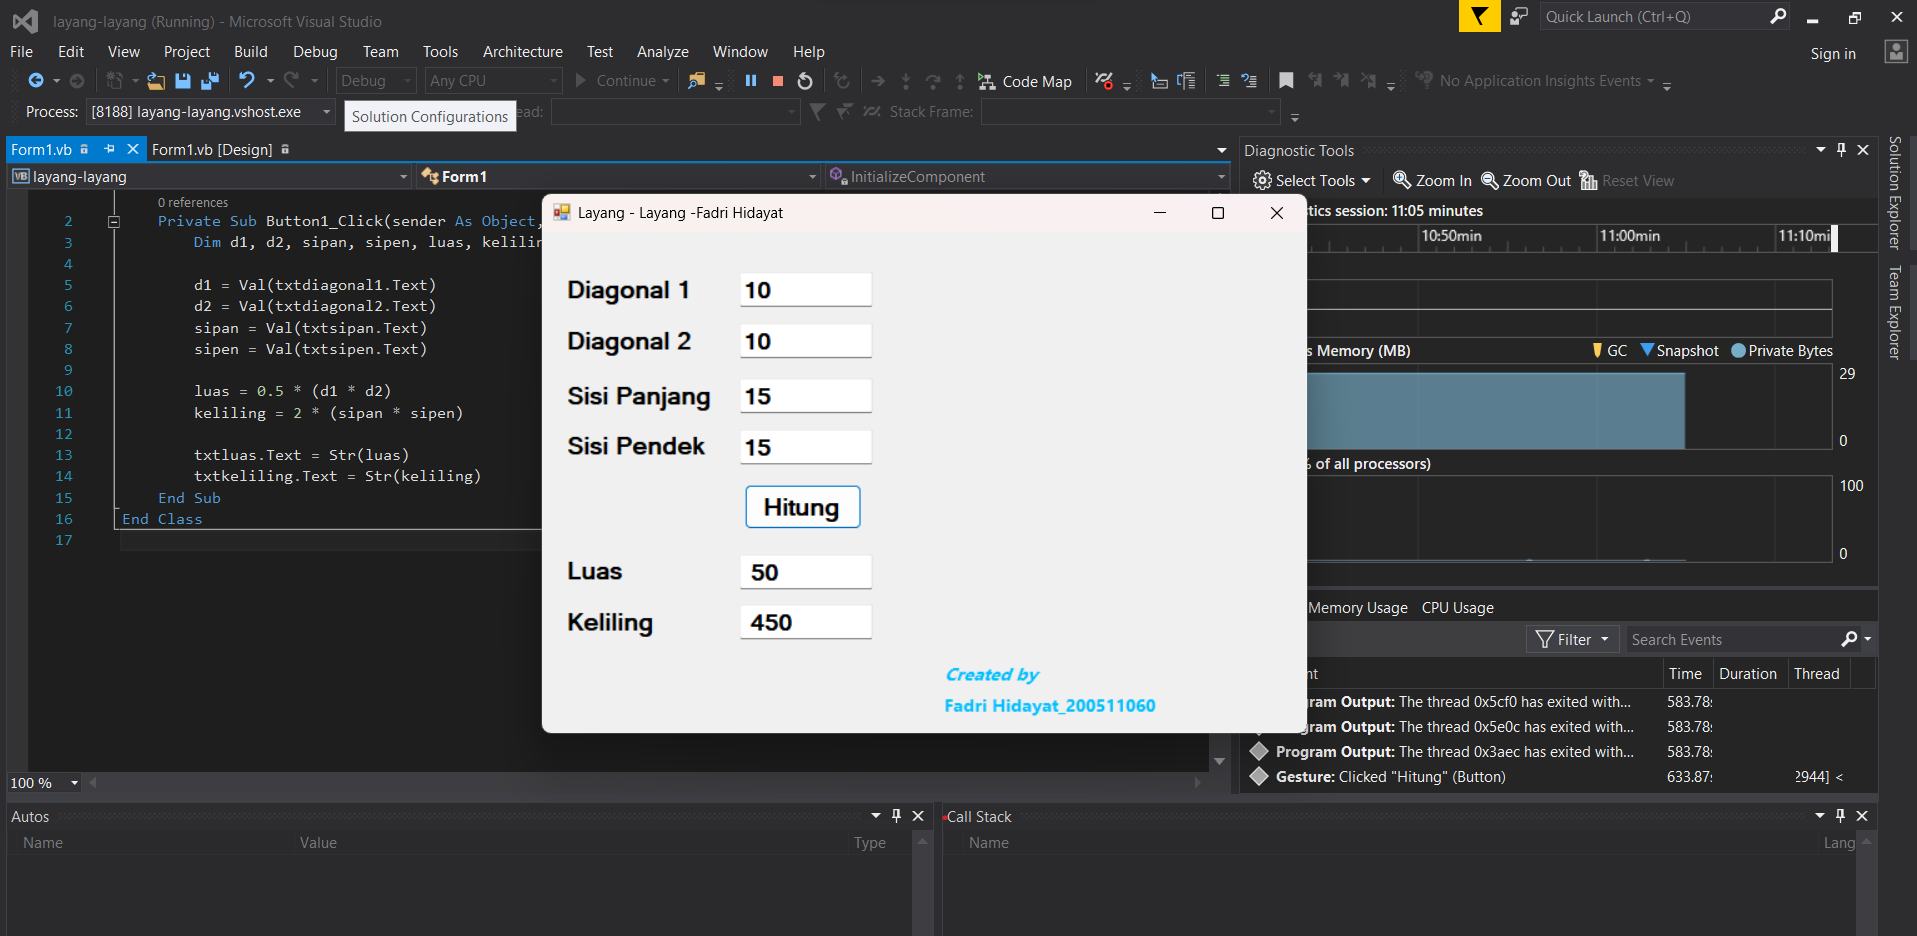 layang-layang (Running) - Microsoft Visual Studio
Quick Launch (Ctrl+Q)
File Edit View Project Build Debug Team Tools Architecture Test Analyze Window Help
Sign in
Debug Any CPU Continue Code Map No Application Insights Events
Process: [8188] layang-layang.vshost.exe Solution Configurations ead: Stack Frame:
Form1.vb Form1.vb [Design]
layang-layang Form1 InitializeComponent
0 references
2 Private Sub Button1_Click(sender As Object,
3 Dim d1, d2, sipan, sipen, luas, kelilin
4
5 d1 = Val(txtdiagonal1.Text)
6 d2 = Val(txtdiagonal2.Text)
7 sipan = Val(txtsipan.Text)
8 sipen = Val(txtsipen.Text)
9
10 luas = 0.5 * (d1 * d2)
11 keliling = 2 * (sipan * sipen)
12
13 txtluas.Text = Str(luas)
14 txtkeliling.Text = Str(keliling)
15 End Sub
16 End Class
17
100 %
Layang - Layang -Fadri Hidayat
Diagonal 1 10
Diagonal 2 10
Sisi Panjang 15
Sisi Pendek 15
Hitung
Luas 50
Keliling 450
Created by
Fadri Hidayat_200511060
Diagnostic Tools
Select Tools Zoom In Zoom Out Reset View
tics session: 11:05 minutes
10:50min 11:00min 11:10mi
s Memory (MB) GC Snapshot Private Bytes
29
0
% of all processors)
100
0
Memory Usage CPU Usage
Filter Search Events
nt Time Duration Thread
gram Output: The thread 0x5cf0 has exited with... 583.78s
gram Output: The thread 0x5e0c has exited with... 583.78s
Program Output: The thread 0x3aec has exited with... 583.78s
Gesture: Clicked "Hitung" (Button) 633.87s 2944] <
Solution Explorer
Team Explorer
Autos
Name Value Type
Call Stack
Name Lang